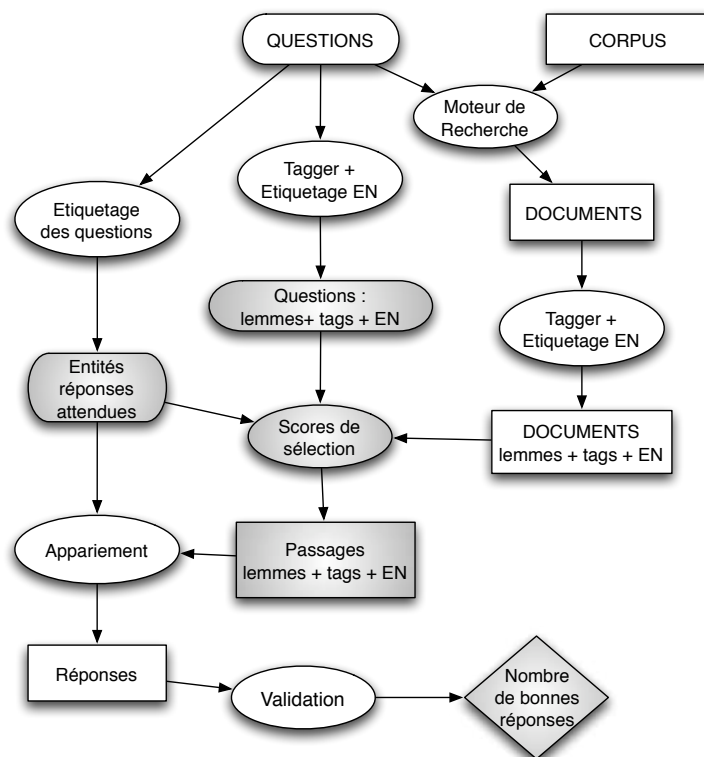 QUESTIONS
CORPUS
Moteur de
Recherche
Tagger +
Etiquetage EN
Etiquetage
des questions
DOCUMENTS
Questions :
lemmes+ tags + EN
Tagger +
Etiquetage EN
Entités
réponses
attendues
Scores de
sélection
DOCUMENTS
lemmes + tags + EN
Appariement
Passages
lemmes + tags + EN
Réponses
Validation
Nombre
de bonnes
réponses